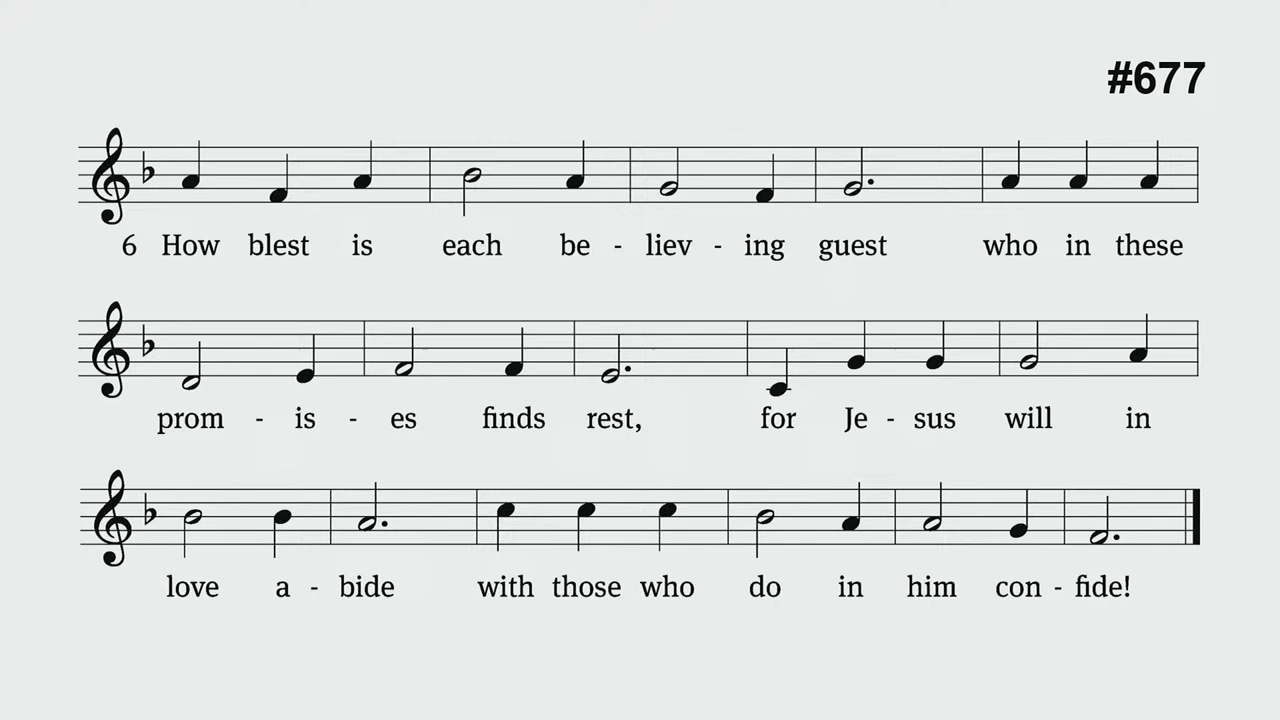 #677
6 How blest is each be - liev - ing guest who in these
prom - is - es finds rest, for Je - sus will in
love a - bide with those who do in him con - fide!